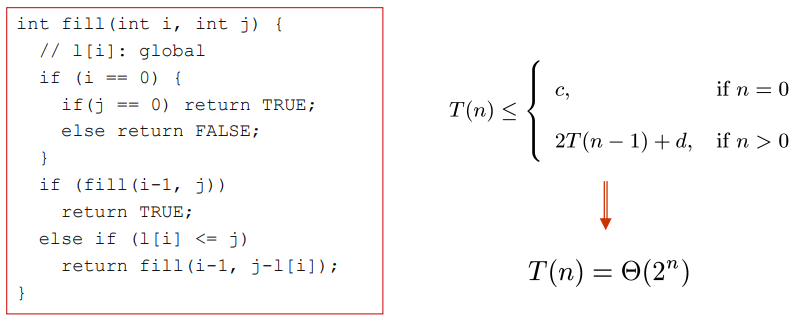 int fill(int i, int j) {
  // l[i]: global
  if (i == 0) {
    if(j == 0) return TRUE;
    else return FALSE;
  }
  if (fill(i-1, j))
    return TRUE;
  else if (l[i] <= j)
    return fill(i-1, j-l[i]);
}
T(n) ≤ { c, if n = 0
2T(n − 1) + d, if n > 0
T(n) = Θ(2ⁿ)